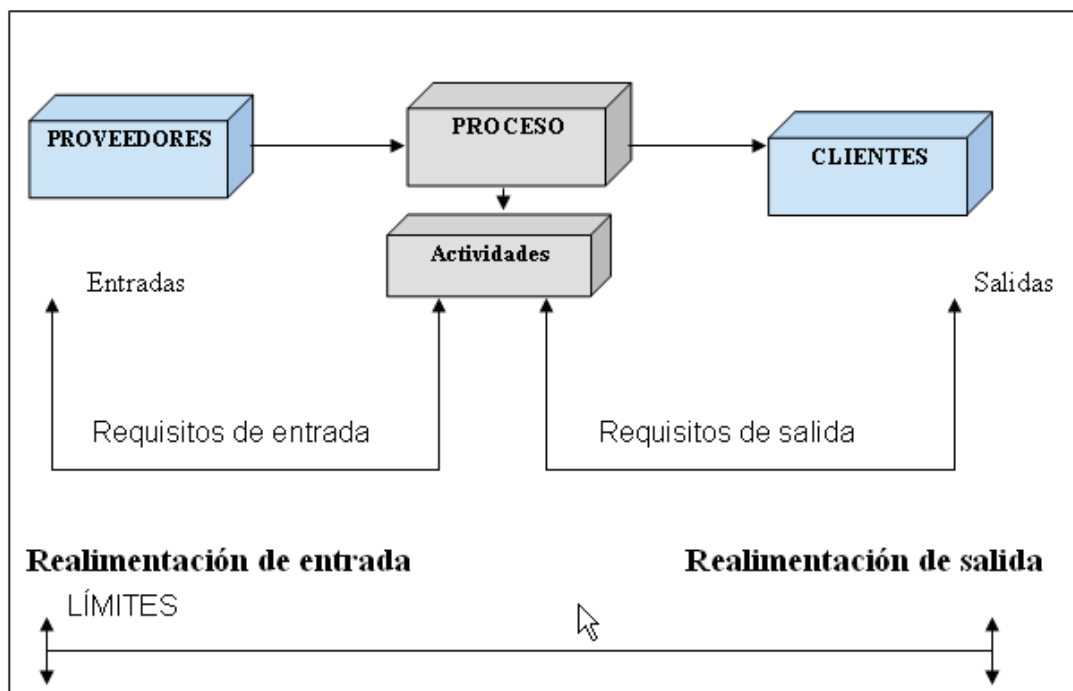 PROVEEDORES
PROCESO
CLIENTES
Actividades
Entradas
Salidas
Requisitos de entrada
Requisitos de salida
Realimentación de entrada
Realimentación de salida
LÍMITES